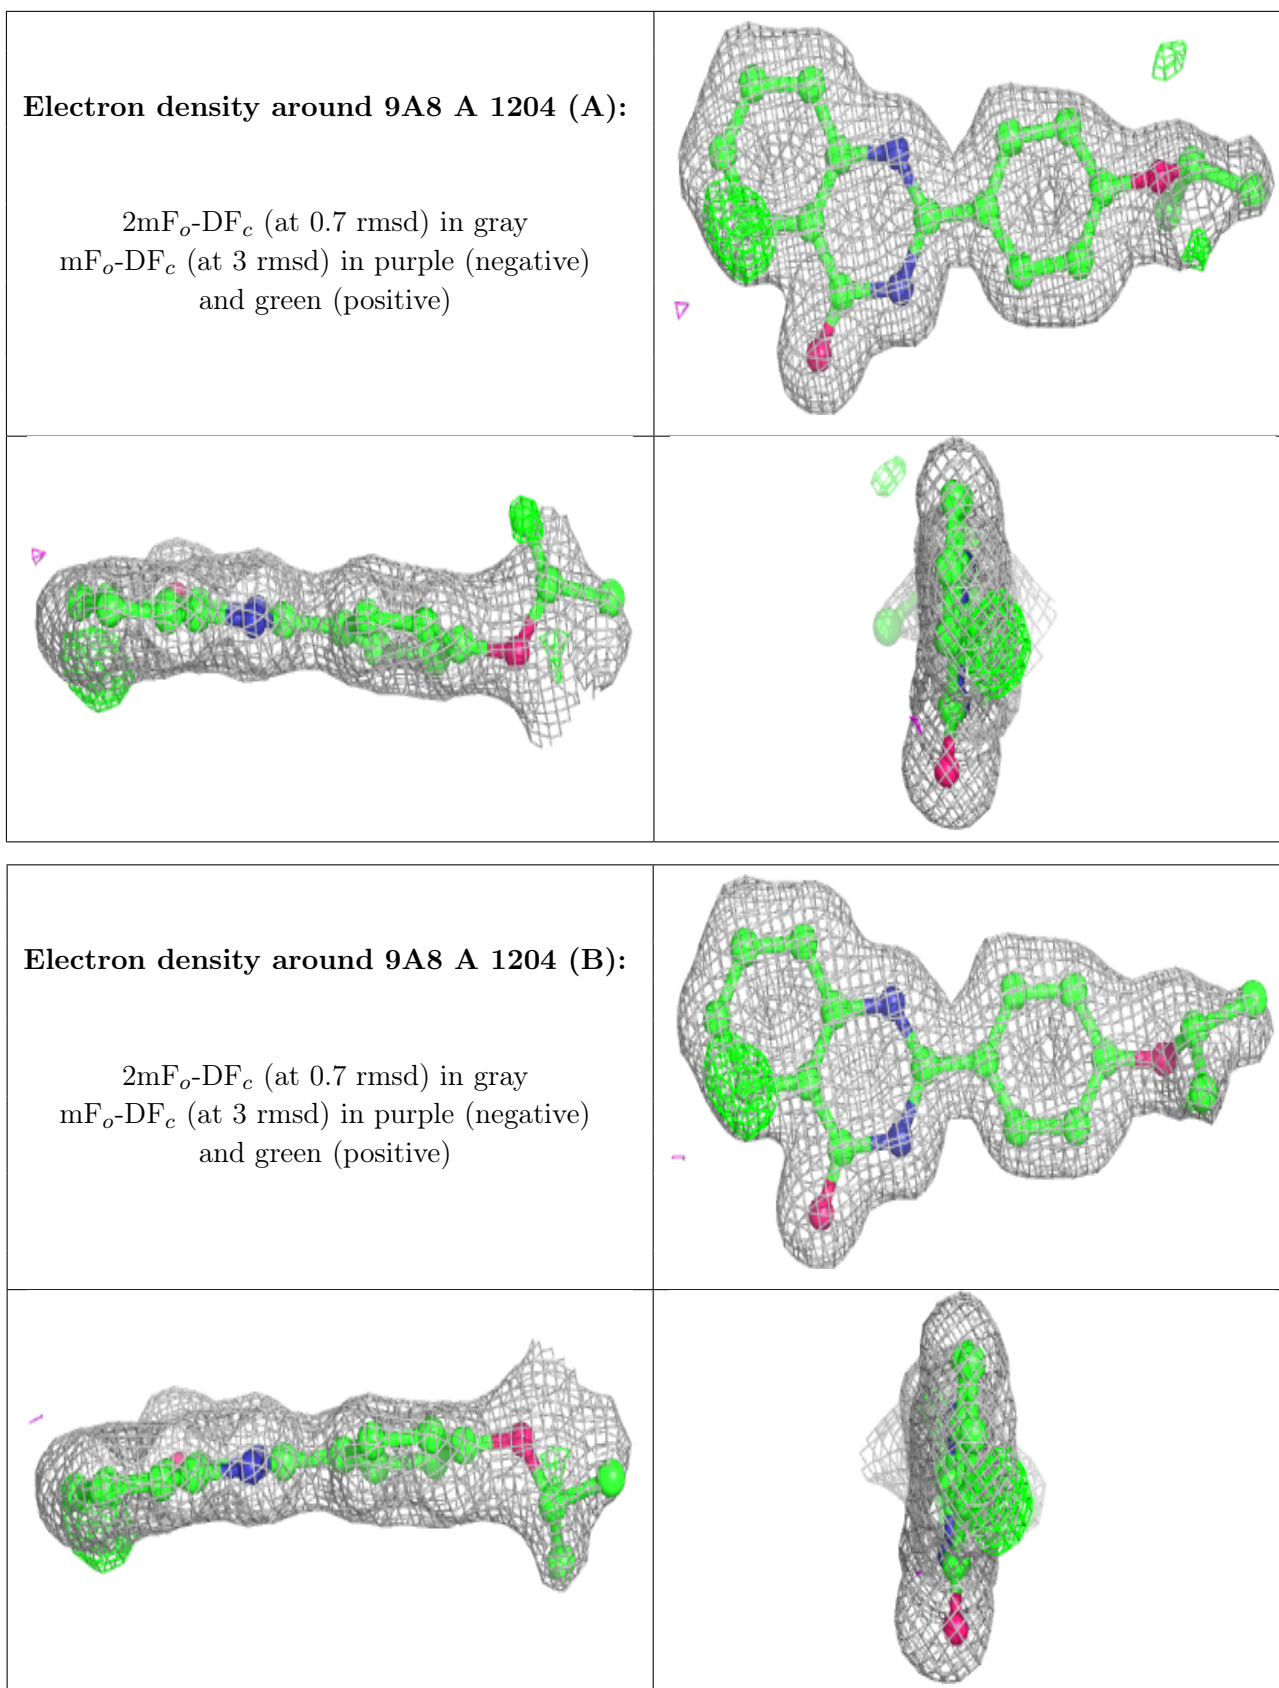 Electron density around 9A8 A 1204 (A):
2mFo-DFc (at 0.7 rmsd) in gray
mFo-DFc (at 3 rmsd) in purple (negative)
and green (positive)
Electron density around 9A8 A 1204 (B):
2mFo-DFc (at 0.7 rmsd) in gray
mFo-DFc (at 3 rmsd) in purple (negative)
and green (positive)